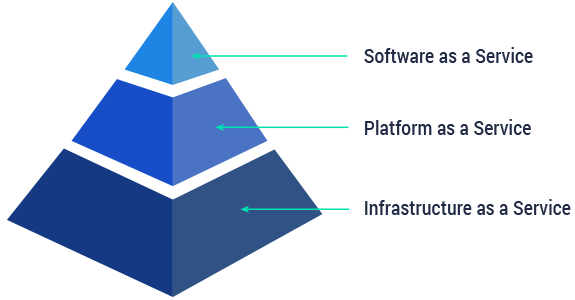 Software as a Service
Platform as a Service
Infrastructure as a Service